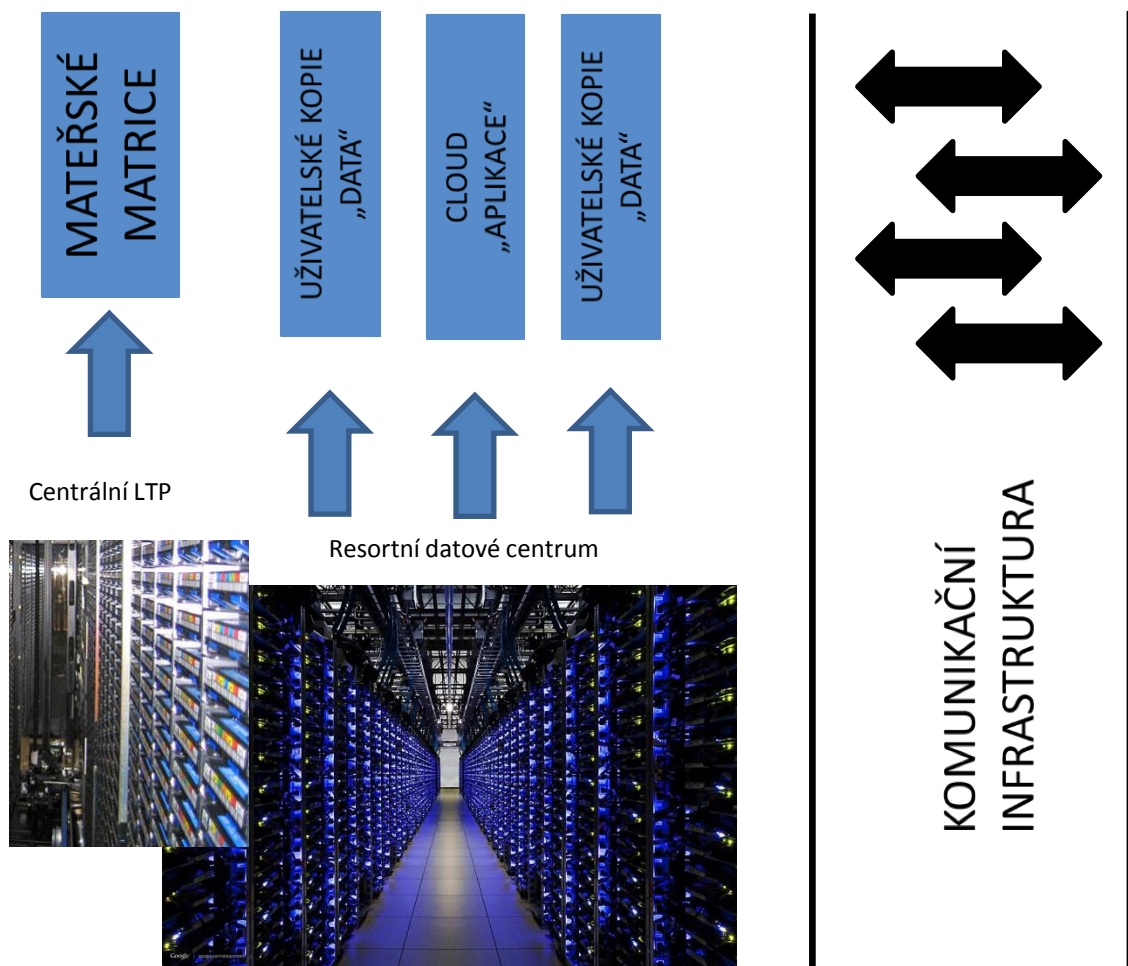 MATEŘSKÉ
MATRICE
UŽIVATELSKÉ KOPIE
„DATA“
CLOUD
„APLIKACE“
UŽIVATELSKÉ KOPIE
„DATA“
Centrální LTP
Resortní datové centrum
KOMUNIKAČNÍ
INFRASTRUKTURA
Google